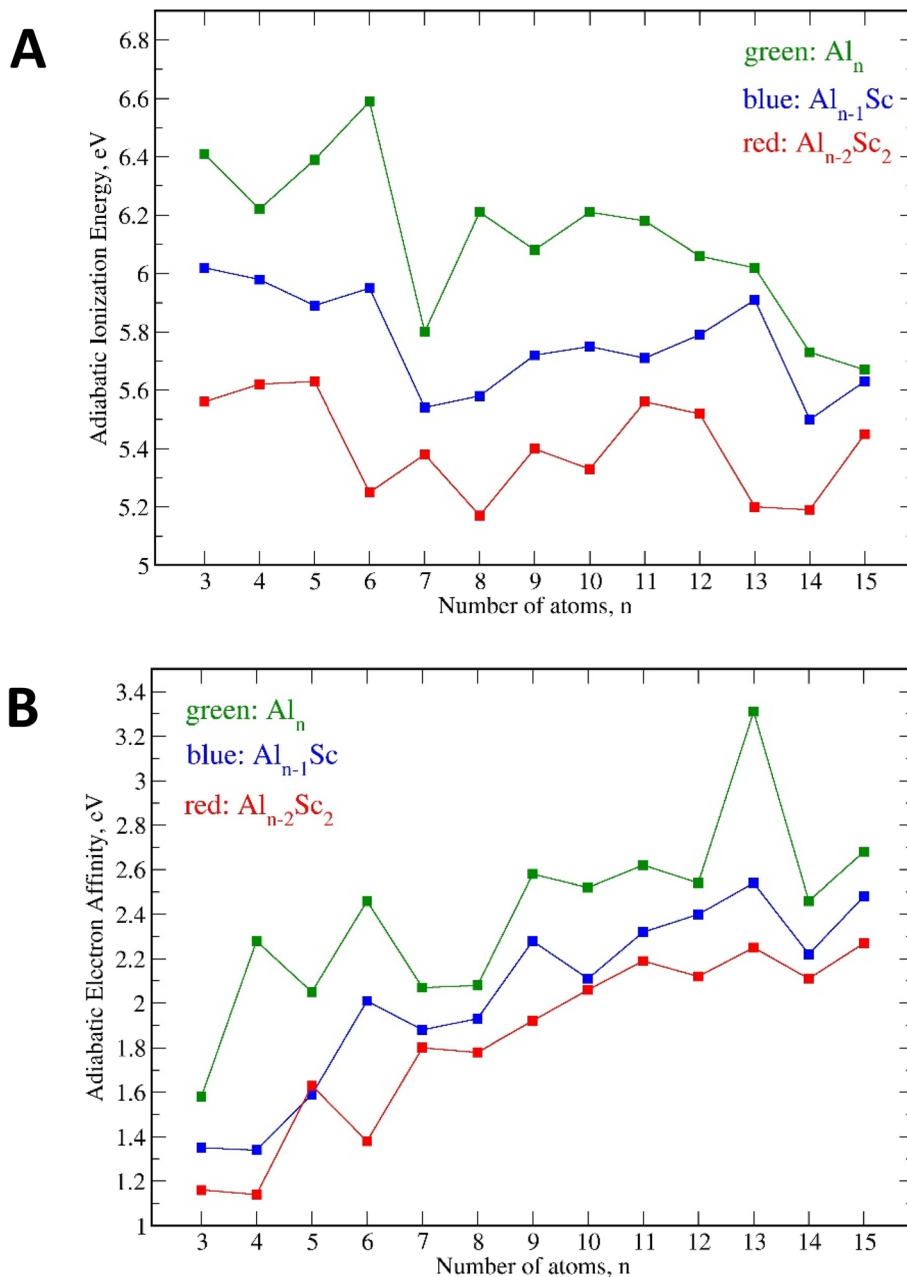 A
6.8
6.6
6.4
6.2
6
5.8
5.6
5.4
5.2
5
Adiabatic Ionization Energy, eV
green: Alₙ
blue: Alₙ₋₁Sc
red: Alₙ₋₂Sc₂
3 4 5 6 7 8 9 10 11 12 13 14 15
Number of atoms, n
B
3.4
3.2
3
2.8
2.6
2.4
2.2
2
1.8
1.6
1.4
1.2
1
Adiabatic Electron Affinity, eV
green: Alₙ
blue: Alₙ₋₁Sc
red: Alₙ₋₂Sc₂
3 4 5 6 7 8 9 10 11 12 13 14 15
Number of atoms, n